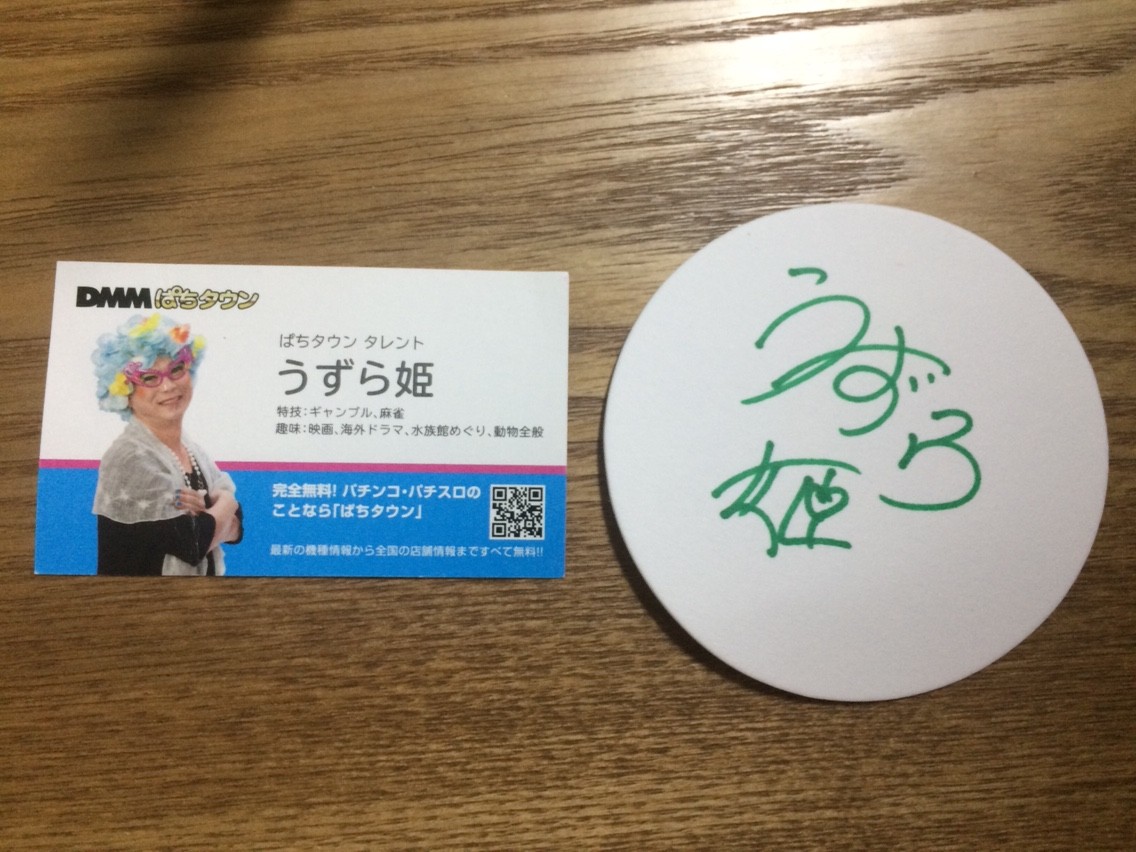 DMMぱちタウン
ぱちタウン タレント
うずら姫
特技：ギャンブル、麻雀
趣味：映画、海外ドラマ、水族館めぐり、動物全般
完全無料！パチンコ・パチスロの
ことなら「ぱちタウン」
最新の機種情報から全国の店舗情報まですべて無料!!
うずら
姫